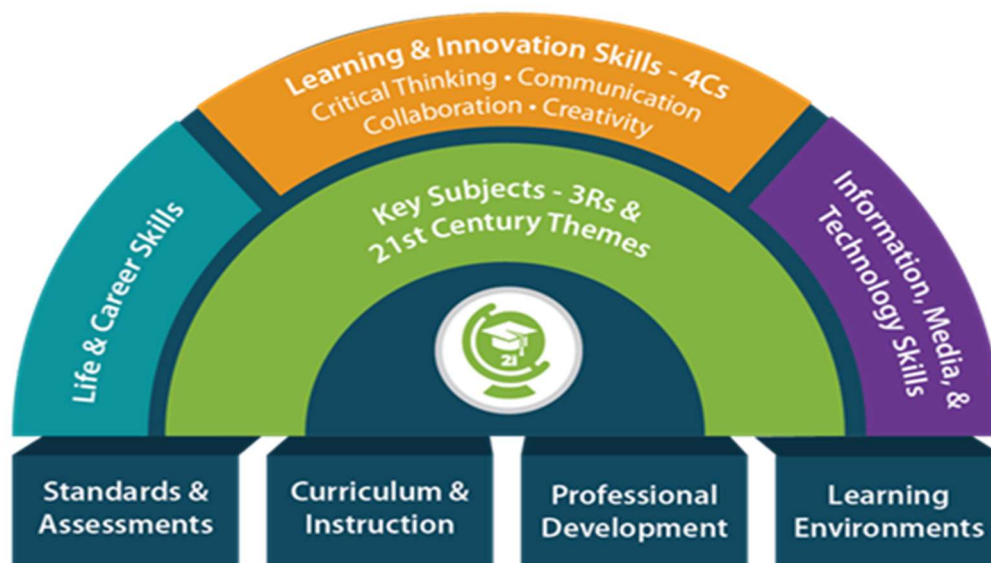 Learning & Innovation Skills - 4Cs
Critical Thinking • Communication
Collaboration • Creativity
Life & Career Skills
Key Subjects - 3Rs &
21st Century Themes
Information, Media, &
Technology Skills
21
Standards &
Assessments
Curriculum &
Instruction
Professional
Development
Learning
Environments